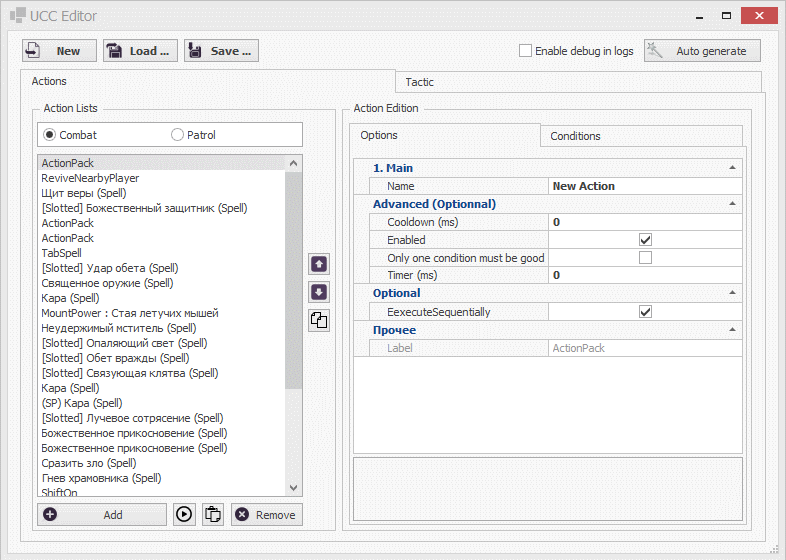 UCC Editor
New
Load ...
Save ...
Enable debug in logs
Auto generate
Actions
Tactic
Action Lists
Combat
Patrol
ActionPack
ReviveNearbyPlayer
Щит веры (Spell)
[Slotted] Божественный защитник (Spell)
ActionPack
ActionPack
TabSpell
[Slotted] Удар обета (Spell)
Священное оружие (Spell)
Кара (Spell)
MountPower : Стая летучих мышей
Неудержимый мститель (Spell)
[Slotted] Опаляющий свет (Spell)
[Slotted] Обет вражды (Spell)
[Slotted] Связующая клятва (Spell)
Кара (Spell)
(SP) Кара (Spell)
[Slotted] Лучевое сотрясение (Spell)
Божественное прикосновение (Spell)
Божественное прикосновение (Spell)
Сразить зло (Spell)
Гнев храмовника (Spell)
ShiftOn
Add
Remove
Action Edition
Options
Conditions
1. Main
Name New Action
Advanced (Optionnal)
Cooldown (ms) 0
Enabled
Only one condition must be good
Timer (ms) 0
Optional
EexecuteSequentially
Прочее
Label ActionPack